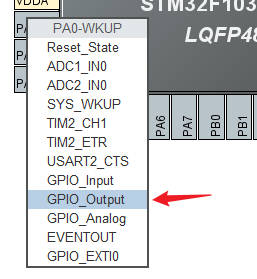 VDDA
STM32F103
LQFP48
PA0-WKUP
Reset_State
ADC1_IN0
ADC2_IN0
SYS_WKUP
TIM2_CH1
TIM2_ETR
USART2_CTS
GPIO_Input
GPIO_Output
GPIO_Analog
EVENTOUT
GPIO_EXTI0
PA6
PA7
PB0
PB1